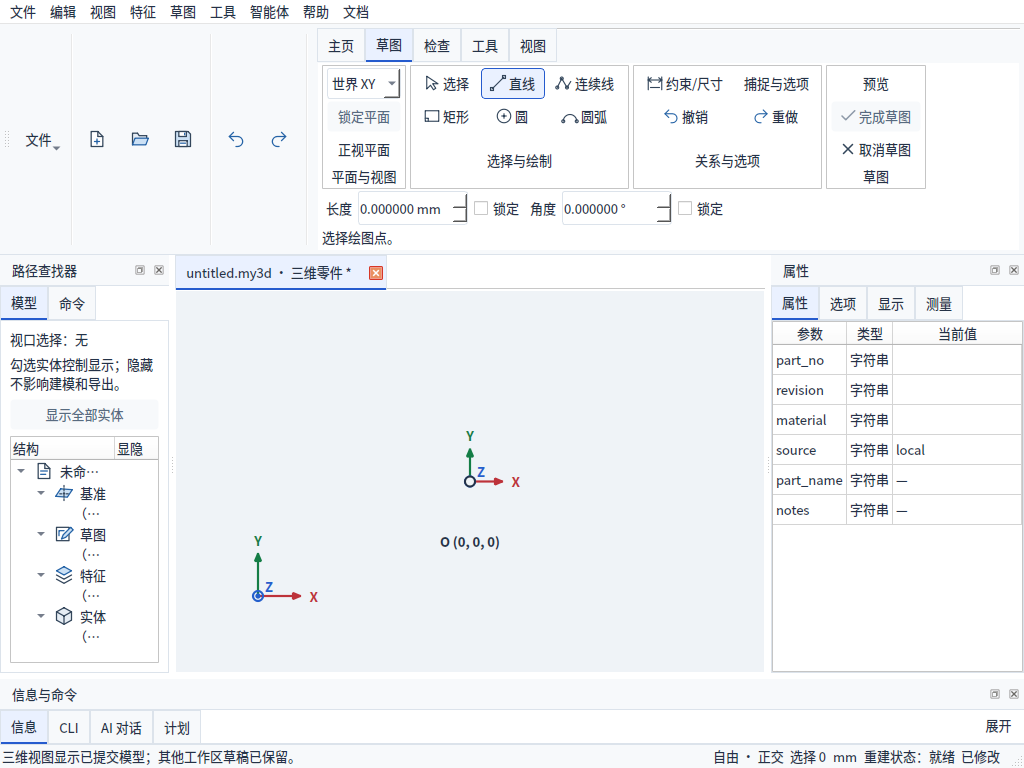 文件 编辑 视图 特征 草图 工具 智能体 帮助 文档
主页 草图 检查 工具 视图
文件
世界 XY 选择 直线 连续线 约束/尺寸 捕捉与选项 预览
锁定平面 矩形 圆 圆弧 撤销 重做 完成草图
正视平面 选择与绘制 关系与选项 取消草图
平面与视图 草图
长度 0.000000 mm 锁定 角度 0.000000 ° 锁定
选择绘图点。
路径查找器
模型 命令
视口选择：无
勾选实体控制显示；隐藏
不影响建模和导出。
显示全部实体
结构 显隐
未命…
基准
(…
草图
(…
特征
(…
实体
(…
untitled.my3d · 三维零件 *
Y
Z
X
O (0, 0, 0)
Y
Z
X
属性
属性 选项 显示 测量
参数 类型 当前值
part_no 字符串
revision 字符串
material 字符串
source 字符串 local
part_name 字符串 —
notes 字符串 —
信息与命令
信息 CLI AI 对话 计划 展开
三维视图显示已提交模型；其他工作区草稿已保留。 自由 · 正交 选择 0 mm 重建状态：就绪 已修改